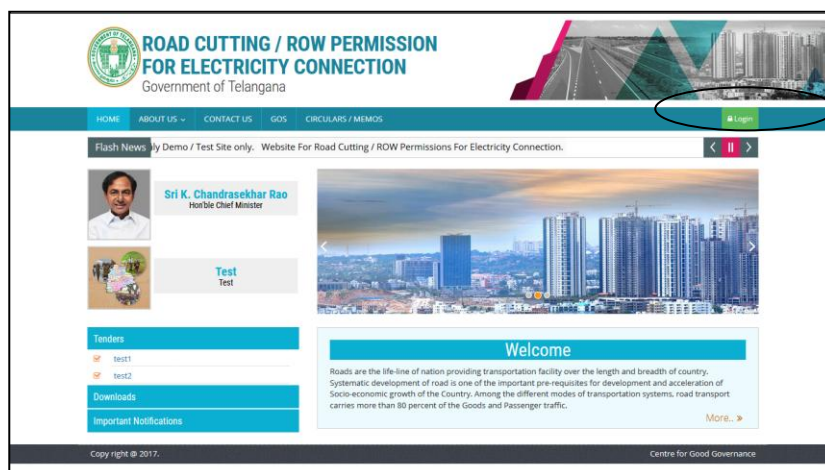 ROAD CUTTING / ROW PERMISSION
FOR ELECTRICITY CONNECTION
Government of Telangana
HOME ABOUT US CONTACT US GOS CIRCULARS / MEMOS Login
Flash News ly Demo / Test Site only. Website For Road Cutting / ROW Permissions For Electricity Connection.
Sri K. Chandrasekhar Rao
Hon'ble Chief Minister
Test
Test
Tenders
test1
test2
Downloads
Important Notifications
Welcome
Roads are the life-line of nation providing transportation facility over the length and breadth of country.
Systematic development of road is one of the important pre-requisites for development and acceleration of
Socio-economic growth of the Country. Among the different modes of transportation systems, road transport
carries more than 80 percent of the Goods and Passenger traffic.
More.. »
Copy right @ 2017. Centre for Good Governance